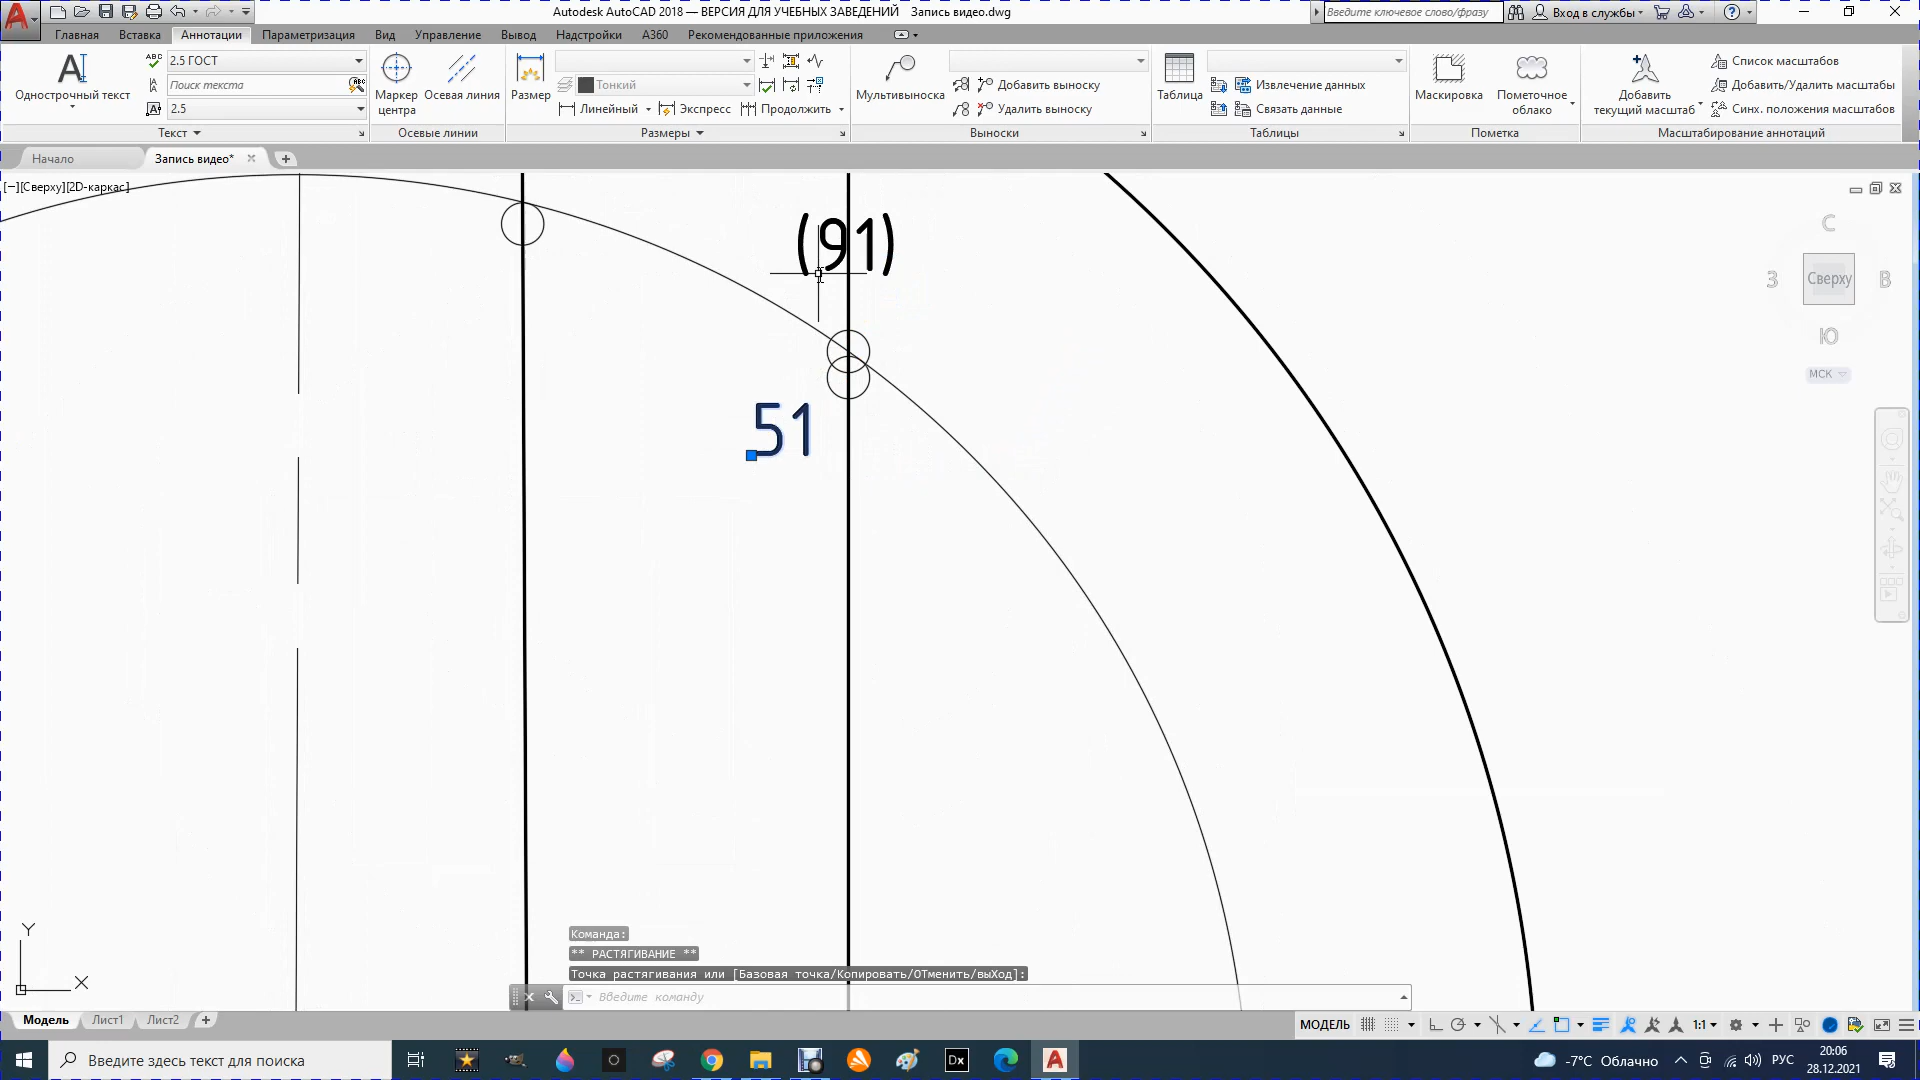 Autodesk AutoCAD 2018 — ВЕРСИЯ ДЛЯ УЧЕБНЫХ ЗАВЕДЕНИЙ Запись видео.dwg
Введите ключевое слово/фразу
Вход в службы
Главная Вставка Аннотации Параметризация Вид Управление Вывод Надстройки A360 Рекомендованные приложения
Однострочный текст
2.5 ГОСТ
Поиск текста
2.5
Текст
Маркер центра
Осевая линия
Осевые линии
Размер
Тонкий
Линейный Экспресс Продолжить
Размеры
Мультивыноска
Добавить выноску
Удалить выноску
Выноски
Таблица
Извлечение данных
Связать данные
Таблицы
Маскировка
Пометочное облако
Пометка
Добавить текущий масштаб
Список масштабов
Добавить/Удалить масштабы
Синх. положения масштабов
Масштабирование аннотаций
Начало Запись видео*
[−][Сверху][2D-каркас]
С
З Сверху В
Ю
МСК
(91)
51
Y
X
Команда:
** РАСТЯГИВАНИЕ **
Точка растягивания или [Базовая точка/Копировать/ОТменить/выХод]:
Введите команду
Модель Лист1 Лист2
МОДЕЛЬ 1:1
Введите здесь текст для поиска
Dx
-7°C Облачно
РУС
20:06
28.12.2021